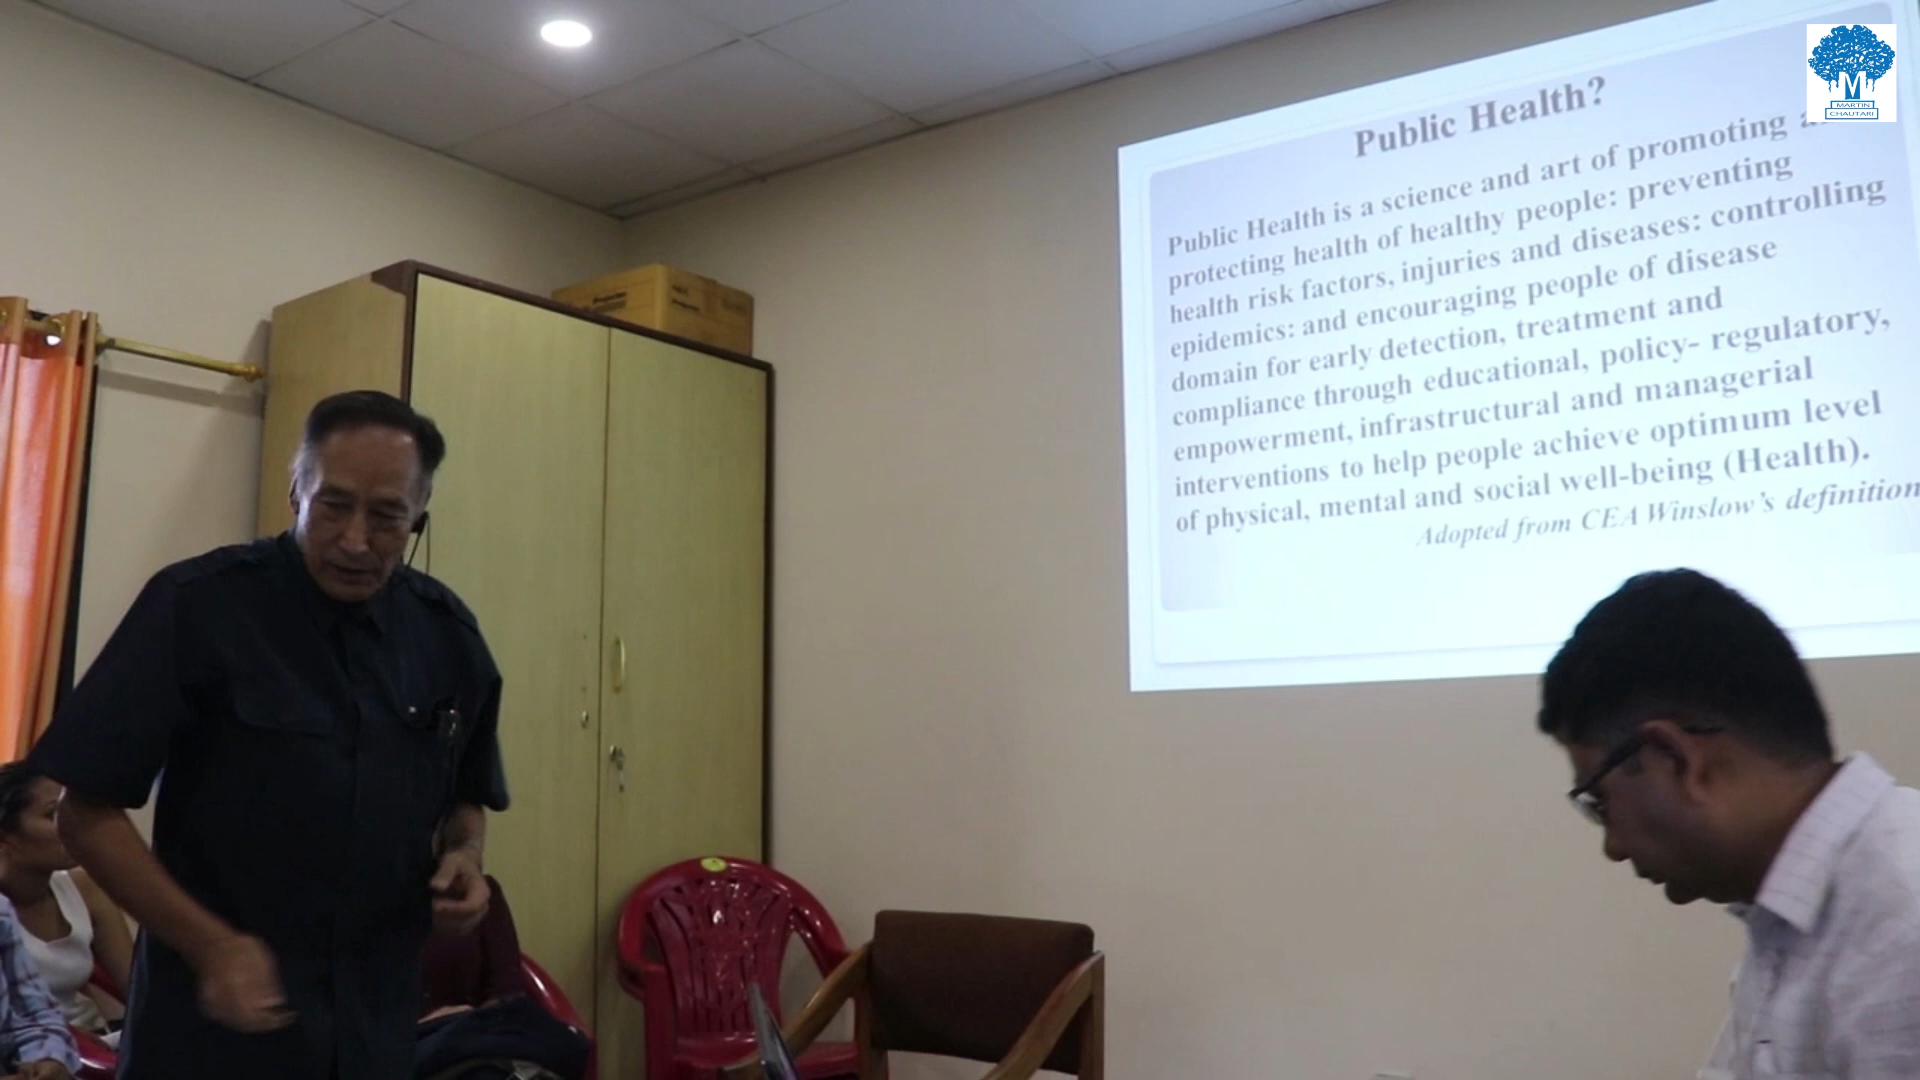 Public Health?
Public Health is a science and art of promoting
protecting health of healthy people: preventing
health risk factors, injuries and diseases: controlling
epidemics: and encouraging people of disease
domain for early detection, treatment and
compliance through educational, policy- regulatory,
empowerment, infrastructural and managerial
interventions to help people achieve optimum level
of physical, mental and social well-being (Health).
Adopted from CEA Winslow's definition
M
MARTIN
CHAUTARI